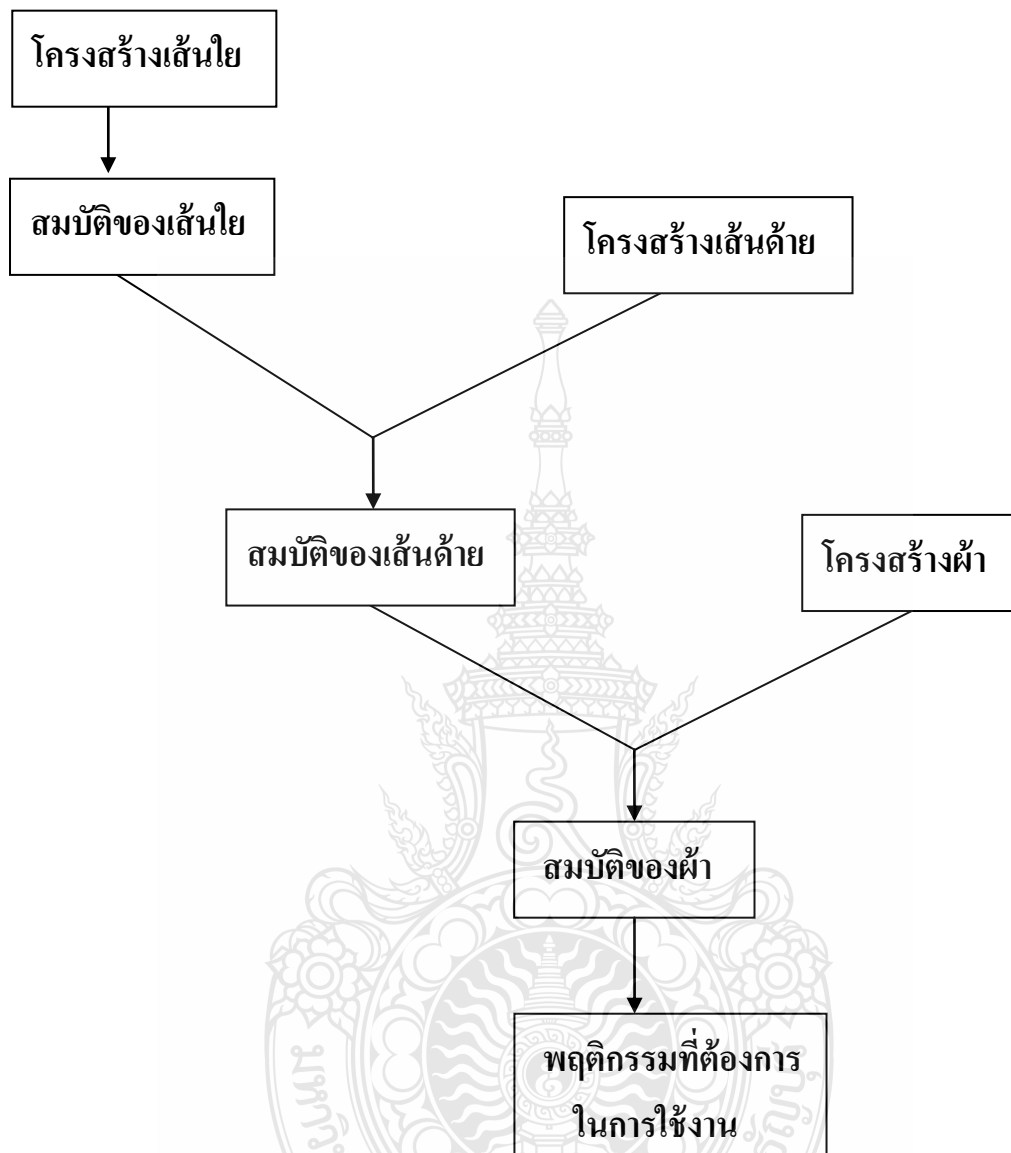 โครงสร้างเส้นใย
สมบัติของเส้นใย
โครงสร้างเส้นด้าย
สมบัติของเส้นด้าย
โครงสร้างผ้า
สมบัติของผ้า
พฤติกรรมที่ต้องการ
ในการใช้งาน